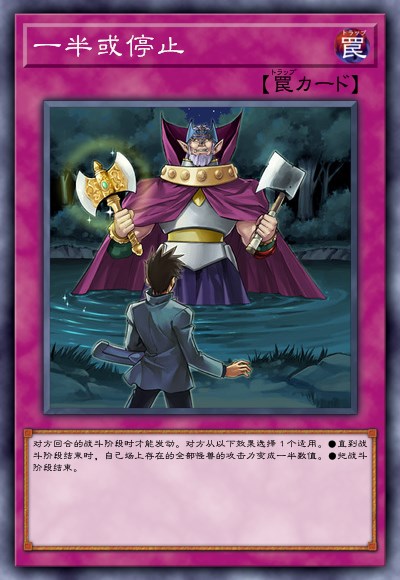 一半或停止
トラップ
罠
トラップ
【罠カード】
对方回合的战斗阶段时才能发动。对方从以下效果选择1个适用。●直到战
斗阶段结束时，自己场上存在的全部怪兽的攻击力变成一半数值。●把战斗
阶段结束。